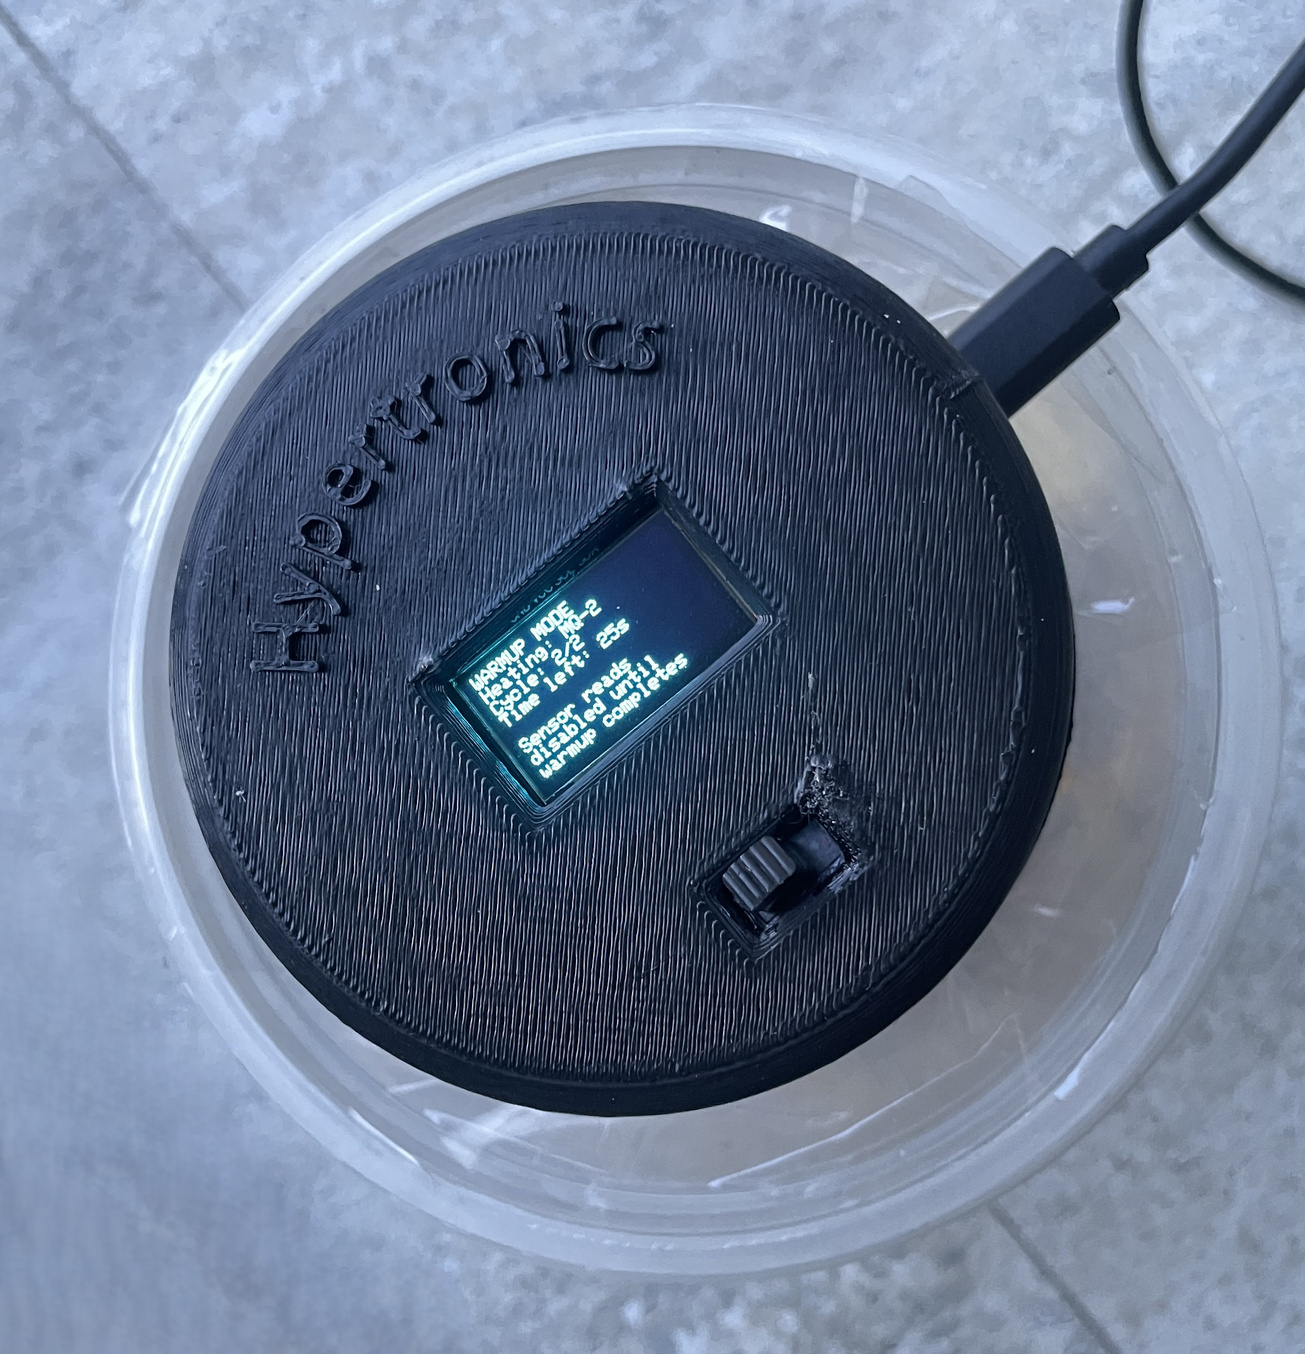 Hypertronics
WARMUP MODE
Heating: MQ-2
Cycle: 2/2
Time left: 25s
Sensor reads
disabled until
warmup completes